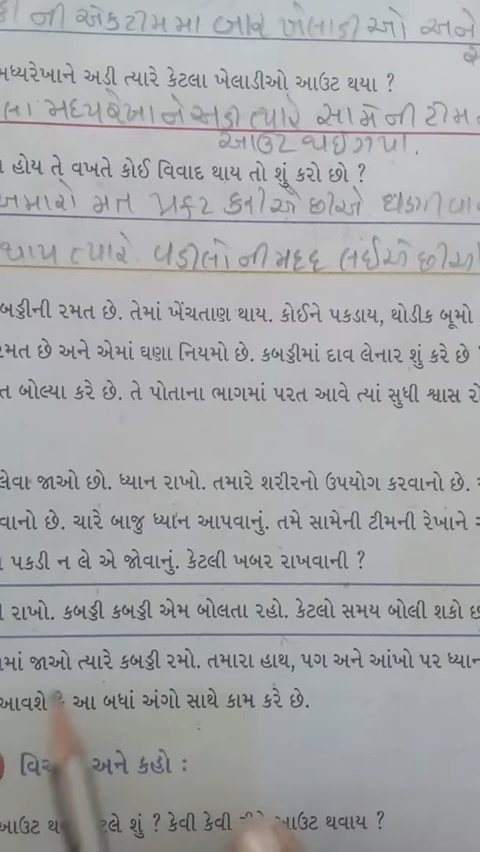 ની એક ટીમમાં બાર ખેલાડીઓ અને
મધ્યરેખાને અડી ત્યારે કેટલા ખેલાડીઓ આઉટ થયા ?
લા મધ્યરેખાને અડી ત્યારે સામેની ટીમ
આઉટ થઈ ગયા.
હોય તે વખતે કોઈ વિવાદ થાય તો શું કરો છો ?
અમારો મત પ્રકટ કરીએ છીએ ઘણીવા
થાય ત્યારે વડીલોની મદદ લઈએ છીએ
બડ્ડીની રમત છે. તેમાં ખેંચતાણ થાય. કોઈને પકડાય, થોડીક બૂમો
રમત છે અને એમાં ઘણા નિયમો છે. કબડ્ડીમાં દાવ લેનાર શું કરે છે
ત બોલ્યા કરે છે. તે પોતાના ભાગમાં પરત આવે ત્યાં સુધી શ્વાસ રો
લેવા જાઓ છો. ધ્યાન રાખો. તમારે શરીરનો ઉપયોગ કરવાનો છે.
વાનો છે. ચારે બાજુ ધ્યાન આપવાનું. તમે સામેની ટીમની રેખાને
પકડી ન લે એ જોવાનું. કેટલી ખબર રાખવાની ?
રાખો. કબડ્ડી કબડ્ડી એમ બોલતા રહો. કેટલો સમય બોલી શકો છ
માં જાઓ ત્યારે કબડ્ડી રમો. તમારા હાથ, પગ અને આંખો પર ધ્યાન
આવશે કે આ બધાં અંગો સાથે કામ કરે છે.
અને કહો :
આઉટ થ લે શું ? કેવી કેવી આઉટ થવાય ?